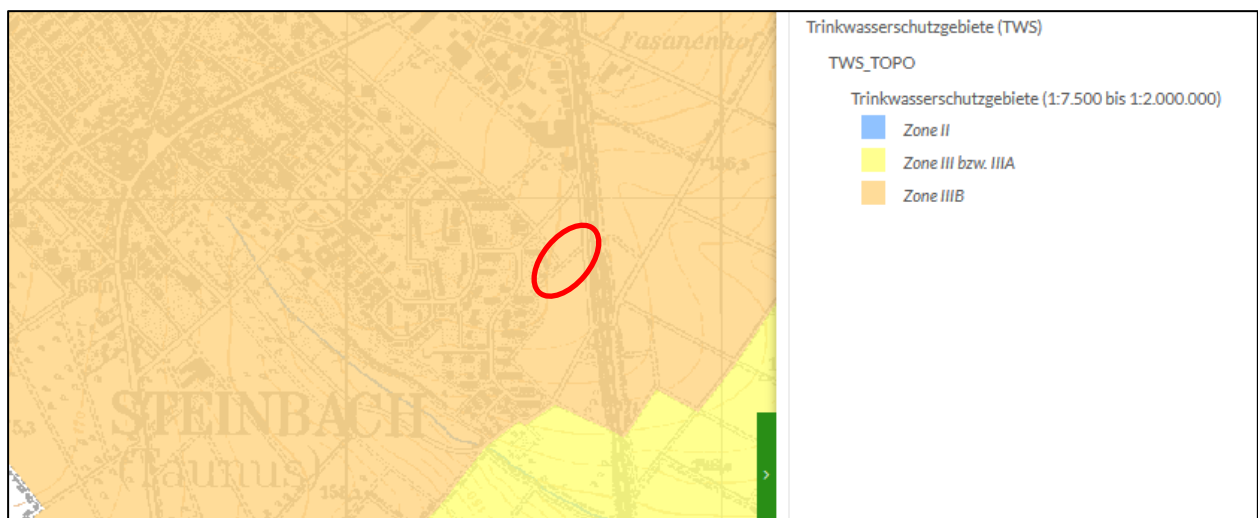 Fasanenhof
STEINBACH
(Taunus)
Trinkwasserschutzgebiete (TWS)
TWS_TOPO
Trinkwasserschutzgebiete (1:7.500 bis 1:2.000.000)
Zone II
Zone III bzw. IIIA
Zone IIIB